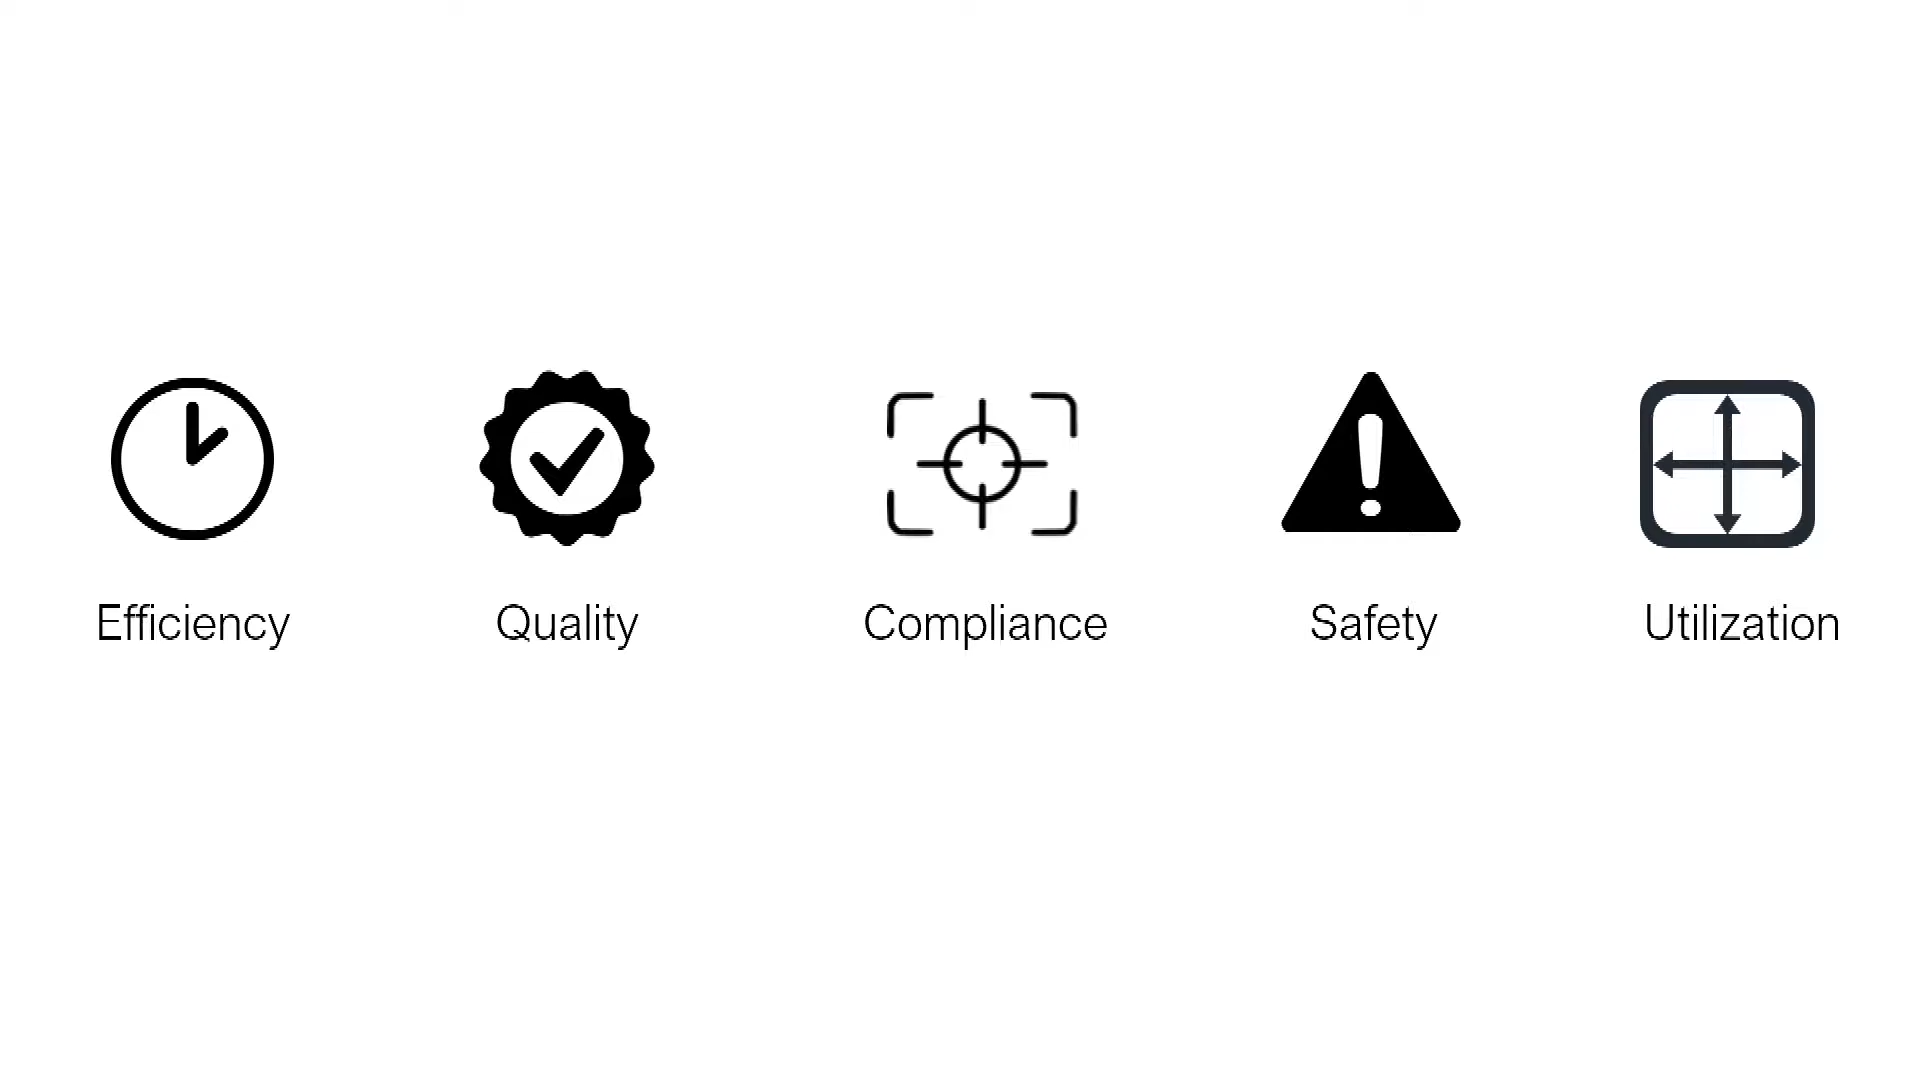 Efficiency
Quality
Compliance
Safety
Utilization